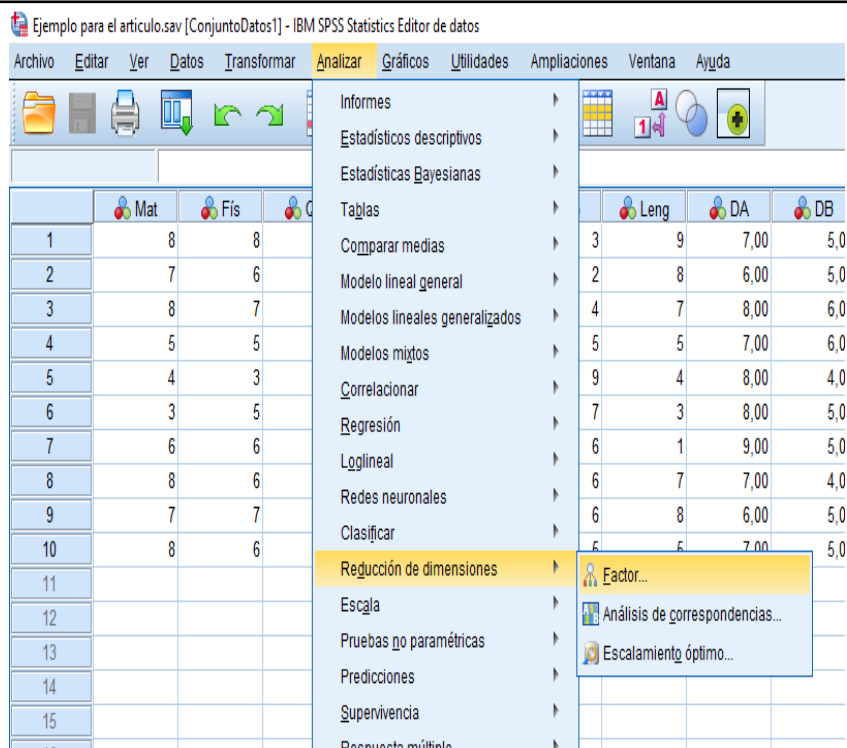 Ejemplo para el articulo.sav [ConjuntoDatos1] - IBM SPSS Statistics Editor de datos
Archivo Editar Ver Datos Transformar Analizar Gráficos Utilidades Ampliaciones Ventana Ayuda
Informes
Estadísticos descriptivos
Estadísticas Bayesianas
Tablas
Comparar medias
Modelo lineal general
Modelos lineales generalizados
Modelos mixtos
Correlacionar
Regresión
Loglineal
Redes neuronales
Clasificar
Reducción de dimensiones
Escala
Pruebas no paramétricas
Predicciones
Supervivencia
Respuesta múltiple
Factor...
Análisis de correspondencias...
Escalamiento óptimo...
A
1
Mat Fís Leng DA DB
1 8 8 3 9 7,00 5,0
2 7 6 2 8 6,00 5,0
3 8 7 4 7 8,00 6,0
4 5 5 5 5 7,00 6,0
5 4 3 9 4 8,00 4,0
6 3 5 7 3 8,00 5,0
7 6 6 6 1 9,00 5,0
8 8 6 6 7 7,00 4,0
9 7 7 6 8 6,00 5,0
10 8 6 7,00 5,0
11
12
13
14
15